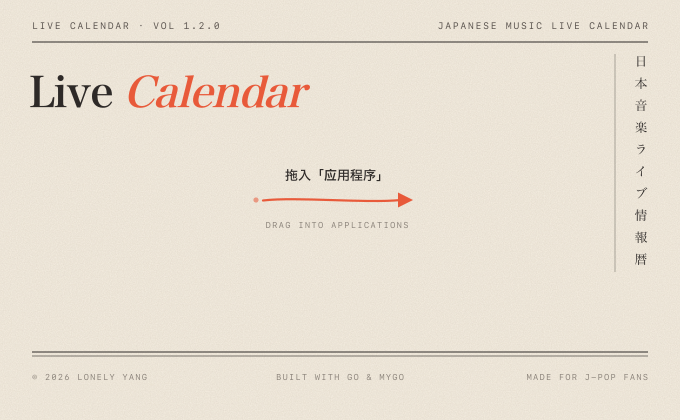 LIVE CALENDAR · VOL 1.2.0
JAPANESE MUSIC LIVE CALENDAR
Live Calendar
日本音楽ライブ情報暦
拖入「应用程序」
DRAG INTO APPLICATIONS
© 2026 LONELY YANG
BUILT WITH GO & MYGO
MADE FOR J-POP FANS